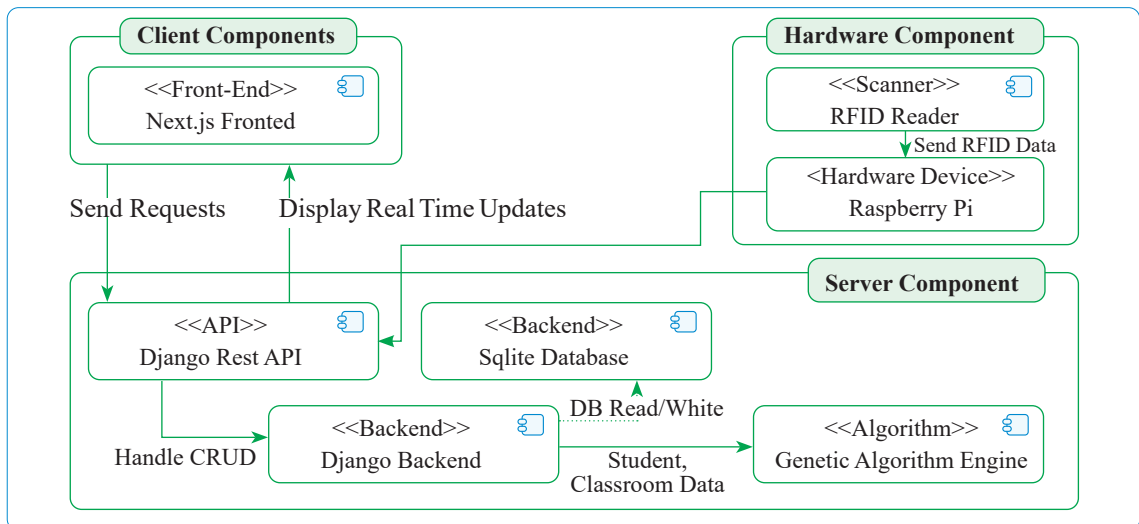 Client Components
<<Front-End>>
Next.js Fronted
Hardware Component
<<Scanner>>
RFID Reader
Send RFID Data
<Hardware Device>>
Raspberry Pi
Send Requests
Display Real Time Updates
Server Component
<<API>>
Django Rest API
<<Backend>>
Sqlite Database
DB Read/White
Handle CRUD
<<Backend>>
Django Backend
Student,
Classroom Data
<<Algorithm>>
Genetic Algorithm Engine